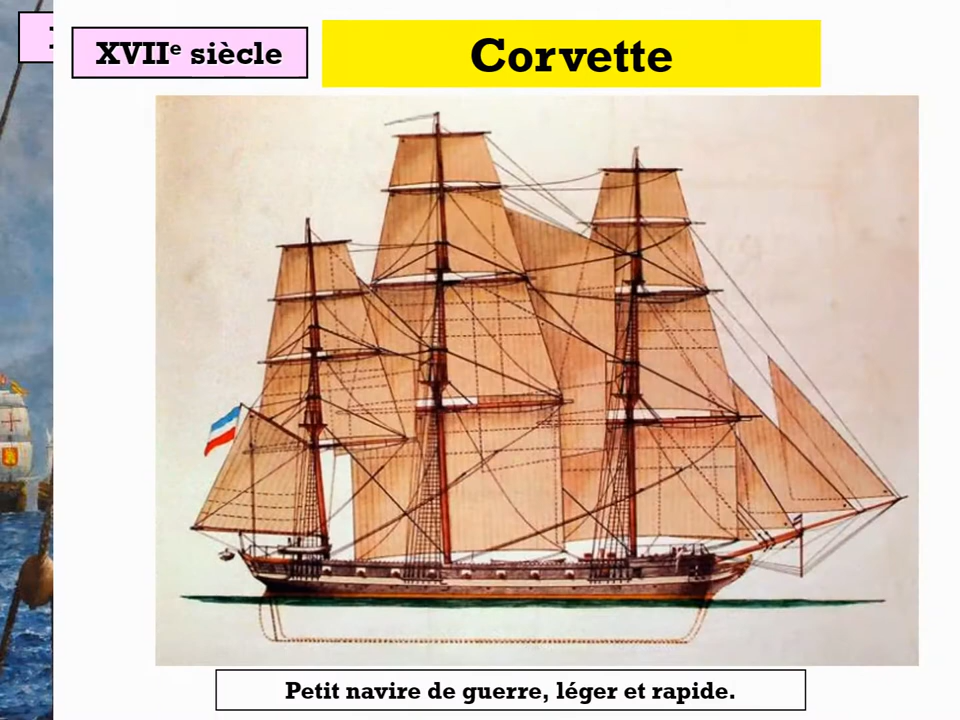 XVIIe siècle
Corvette
Petit navire de guerre, léger et rapide.